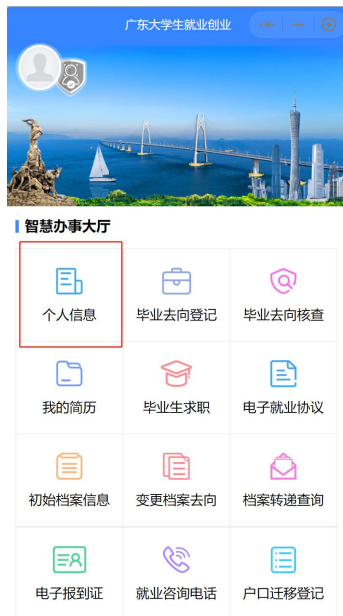 广东大学生就业创业
智慧办事大厅
个人信息
毕业去向登记
毕业去向核查
我的简历
毕业生求职
电子就业协议
初始档案信息
变更档案去向
档案转递查询
电子报到证
就业咨询电话
户口迁移登记